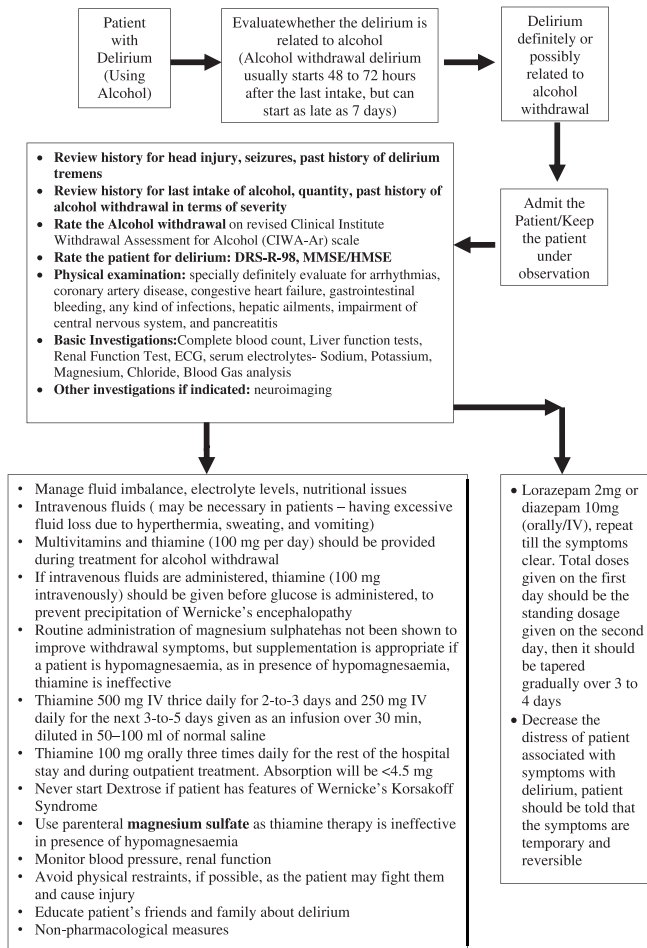 Patient
with
Delirium
(Using
Alcohol)
Evaluatewhether the delirium is
related to alcohol
(Alcohol withdrawal delirium
usually starts 48 to 72 hours
after the last intake, but can
start as late as 7 days)
Delirium
definitely or
possibly
related to
alcohol
withdrawal
Admit the
Patient/Keep
the patient
under
observation
• Review history for head injury, seizures, past history of delirium
tremens
• Review history for last intake of alcohol, quantity, past history of
alcohol withdrawal in terms of severity
• Rate the Alcohol withdrawal on revised Clinical Institute
Withdrawal Assessment for Alcohol (CIWA-Ar) scale
• Rate the patient for delirium: DRS-R-98, MMSE/HMSE
• Physical examination: specially definitely evaluate for arrhythmias,
coronary artery disease, congestive heart failure, gastrointestinal
bleeding, any kind of infections, hepatic ailments, impairment of
central nervous system, and pancreatitis
• Basic Investigations:Complete blood count, Liver function tests,
Renal Function Test, ECG, serum electrolytes- Sodium, Potassium,
Magnesium, Chloride, Blood Gas analysis
• Other investigations if indicated: neuroimaging
• Manage fluid imbalance, electrolyte levels, nutritional issues
• Intravenous fluids ( may be necessary in patients – having excessive
fluid loss due to hyperthermia, sweating, and vomiting)
• Multivitamins and thiamine (100 mg per day) should be provided
during treatment for alcohol withdrawal
• If intravenous fluids are administered, thiamine (100 mg
intravenously) should be given before glucose is administered, to
prevent precipitation of Wernicke's encephalopathy
• Routine administration of magnesium sulphatehas not been shown to
improve withdrawal symptoms, but supplementation is appropriate if
a patient is hypomagnesaemia, as in presence of hypomagnesaemia,
thiamine is ineffective
• Thiamine 500 mg IV thrice daily for 2-to-3 days and 250 mg IV
daily for the next 3-to-5 days given as an infusion over 30 min,
diluted in 50–100 ml of normal saline
• Thiamine 100 mg orally three times daily for the rest of the hospital
stay and during outpatient treatment. Absorption will be <4.5 mg
• Never start Dextrose if patient has features of Wernicke's Korsakoff
Syndrome
• Use parenteral magnesium sulfate as thiamine therapy is ineffective
in presence of hypomagnesaemia
• Monitor blood pressure, renal function
• Avoid physical restraints, if possible, as the patient may fight them
and cause injury
• Educate patient's friends and family about delirium
• Non-pharmacological measures
• Lorazepam 2mg or
diazepam 10mg
(orally/IV), repeat
till the symptoms
clear. Total doses
given on the first
day should be the
standing dosage
given on the second
day, then it should
be tapered
gradually over 3 to
4 days
• Decrease the
distress of patient
associated with
symptoms with
delirium, patient
should be told that
the symptoms are
temporary and
reversible